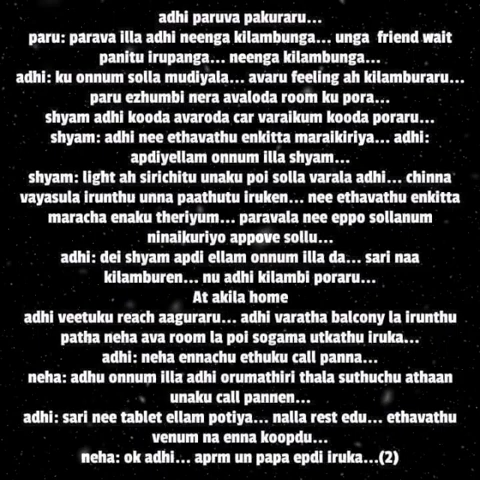 adhi paruva pakuraru...
paru: parava illa adhi neenga kilambunga... unga  friend wait
panitu irupanga... neenga kilambunga...
adhi: ku onnum solla mudiyala... avaru feeling ah kilamburaru...
paru ezhumbi nera avaloda room ku pora...
shyam adhi kooda avaroda car varaikum kooda poraru...
shyam: adhi nee ethavathu enkitta maraikiriya... adhi:
apdiyellam onnum illa shyam...
shyam: light ah sirichitu unaku poi solla varala adhi... chinna
vayasula irunthu unna paathutu iruken... nee ethavathu enkitta
maracha enaku theriyum... paravala nee eppo sollanum
ninaikuriyo appove sollu...
adhi: dei shyam apdi ellam onnum illa da... sari naa
kilamburen... nu adhi kilambi poraru...
At akila home
adhi veetuku reach aaguraru... adhi varatha balcony la irunthu
patha neha ava room la poi sogama utkathu iruka...
adhi: neha ennachu ethuku call panna...
neha: adhu onnum illa adhi orumathiri thala suthuchu athaan
unaku call pannen...
adhi: sari nee tablet ellam potiya... nalla rest edu... ethavathu
venum na enna koopdu...
neha: ok adhi... aprm un papa epdi iruka...(2)